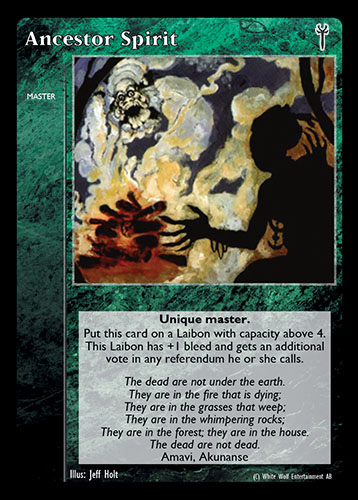 Ancestor Spirit
MASTER
Unique master.
Put this card on a Laibon with capacity above 4.
This Laibon has +1 bleed and gets an additional
vote in any referendum he or she calls.
The dead are not under the earth.
They are in the fire that is dying;
They are in the grasses that weep;
They are in the whimpering rocks;
They are in the forest; they are in the house.
The dead are not dead.
Amavi, Akunanse
Illus: Jeff Holt
(C) White Wolf Entertainment AB